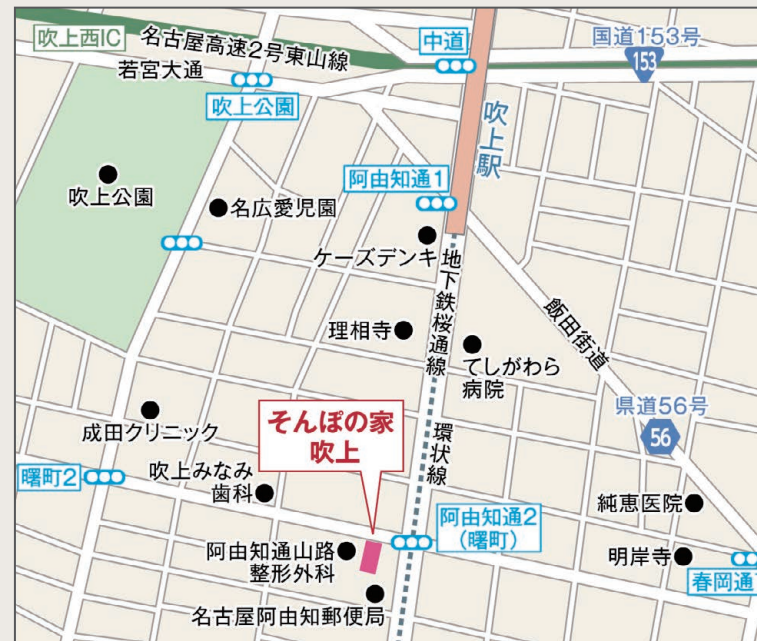 吹上西IC
名古屋高速2号東山線
若宮大通
中道
国道153号
153
吹上公園
吹上駅
吹上公園
阿由知通1
名広愛児園
ケーズデンキ
地下鉄桜通線
飯田街道
理相寺
てしがわら
病院
環状線
県道56号
56
成田クリニック
そんぽの家
吹上
曙町2
吹上みなみ
歯科
純恵医院
阿由知通2
(曙町)
阿由知通山路
整形外科
明岸寺
春岡通
名古屋阿由知郵便局